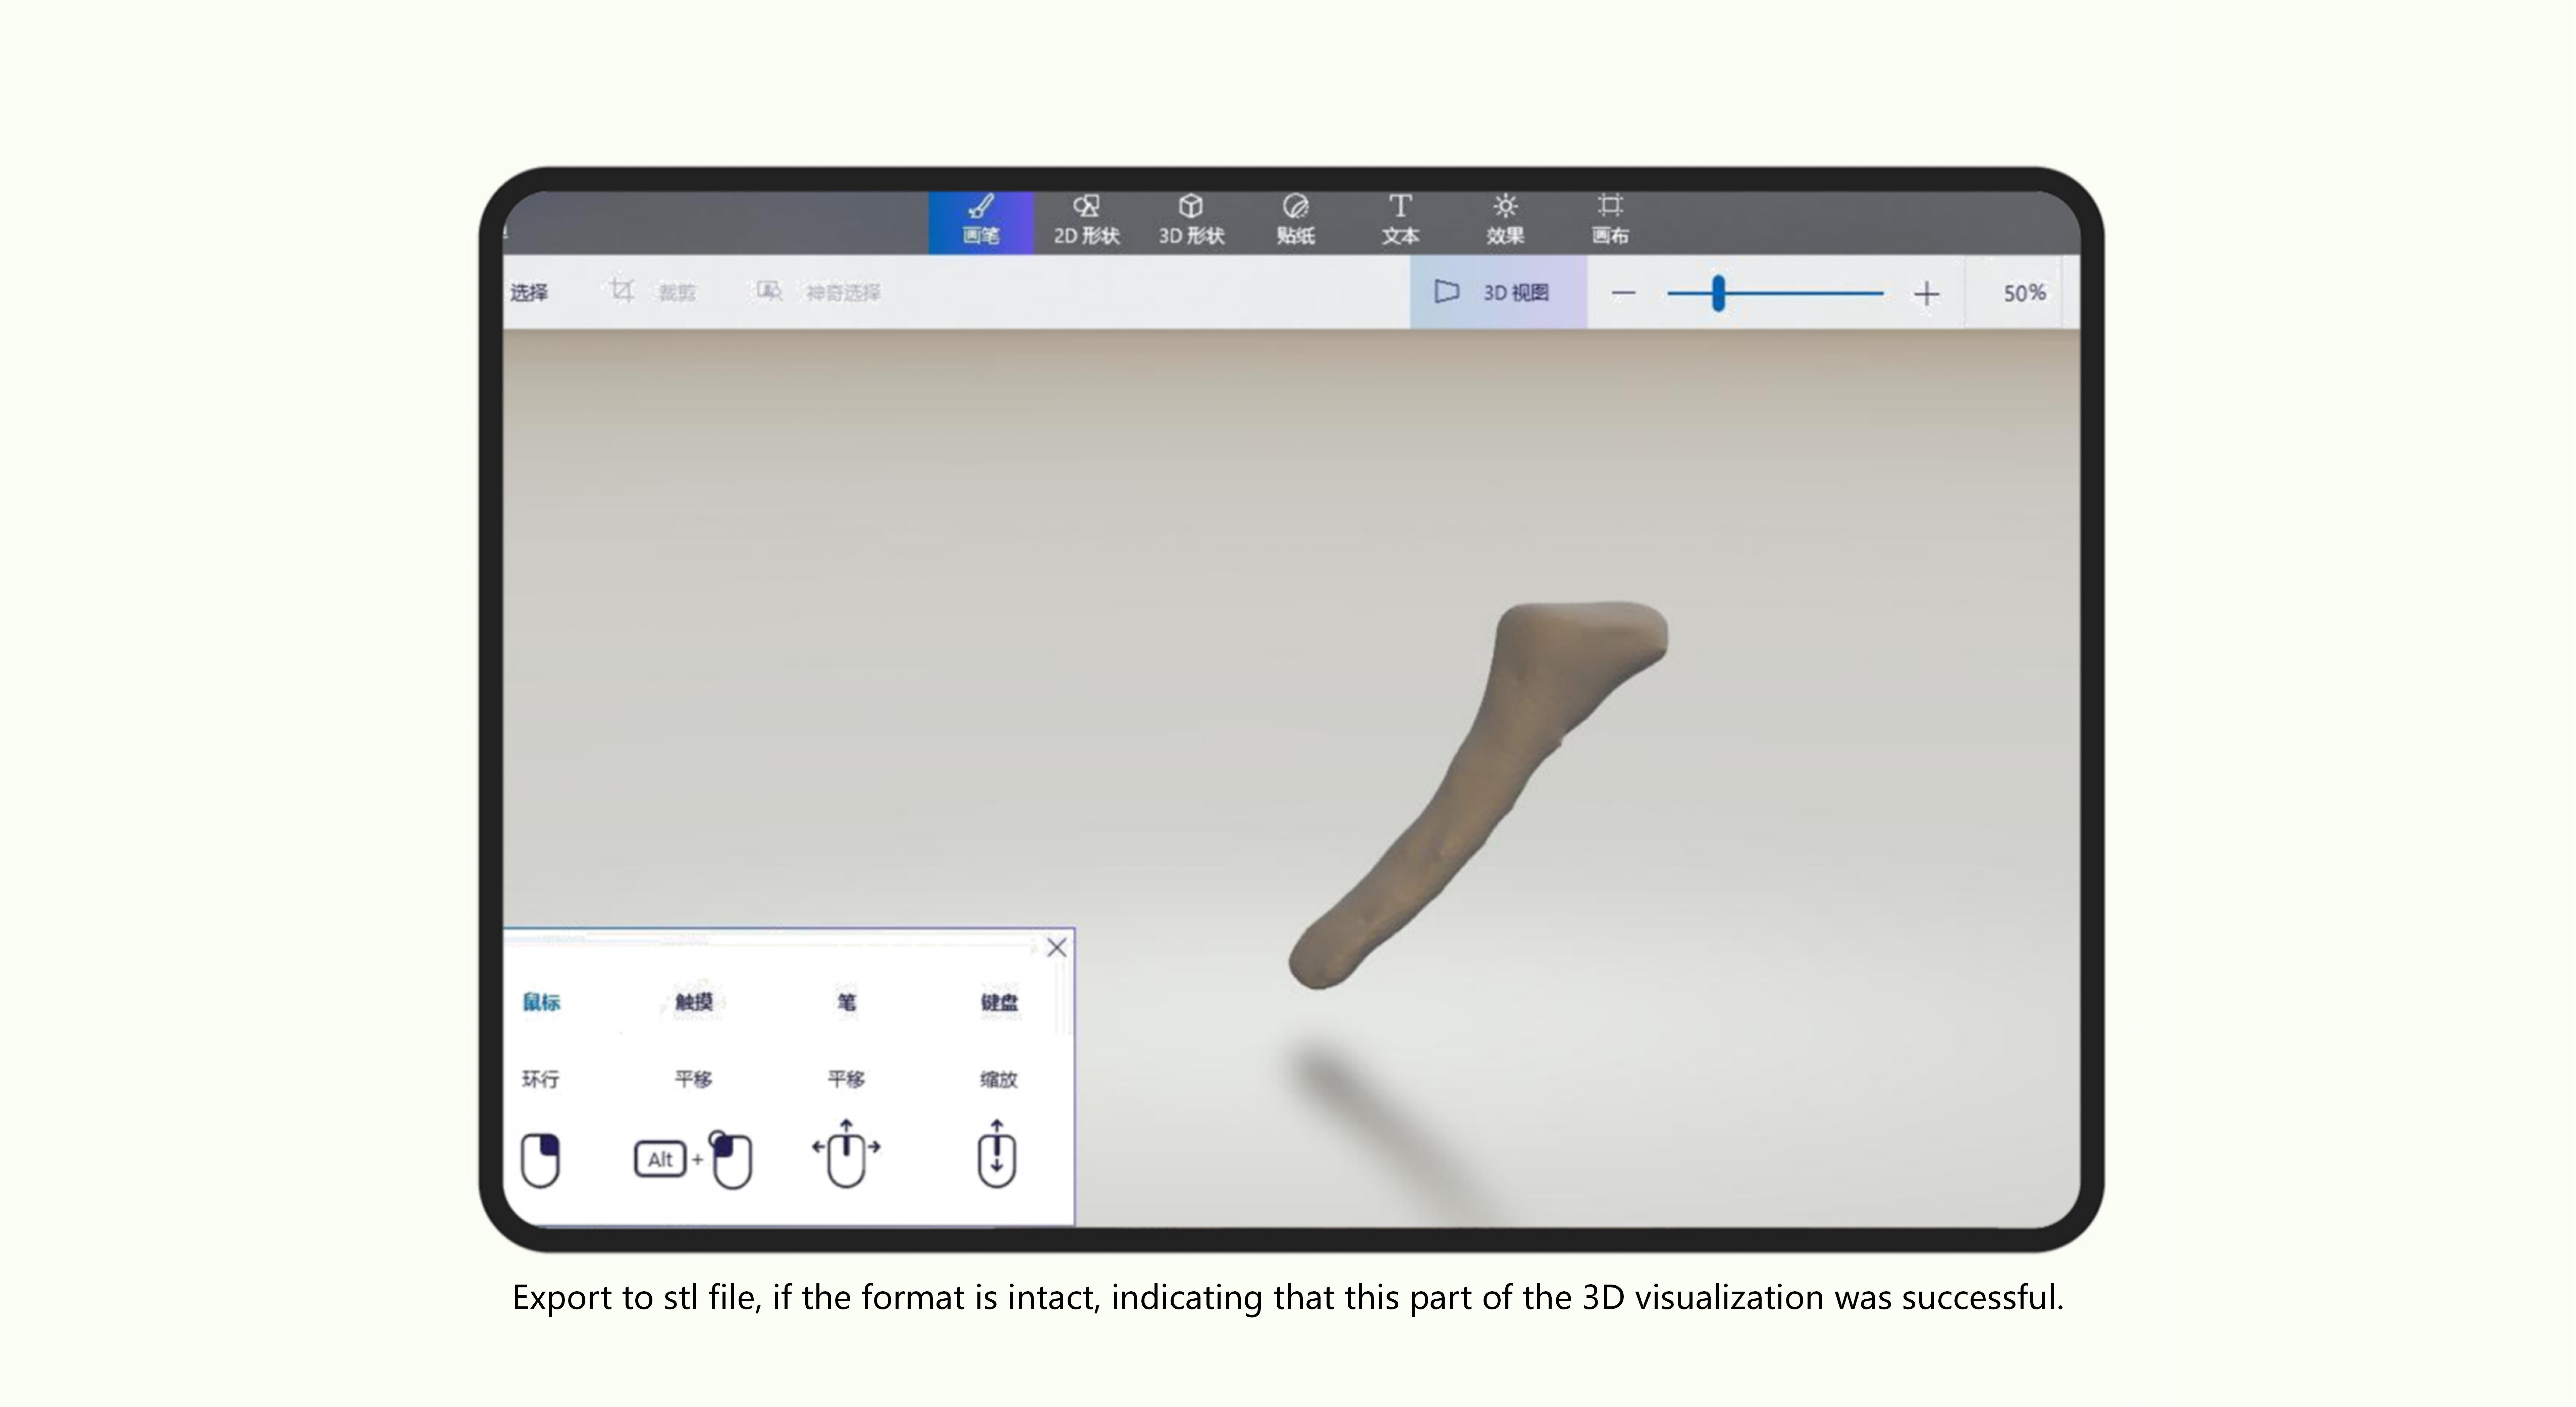 画笔
2D 形状
3D 形状
贴纸
文本
效果
画布
选择
裁剪
神奇选择
3D 视图
50%
鼠标
触摸
笔
键盘
环行
平移
平移
缩放
Alt +
Export to stl file, if the format is intact, indicating that this part of the 3D visualization was successful.